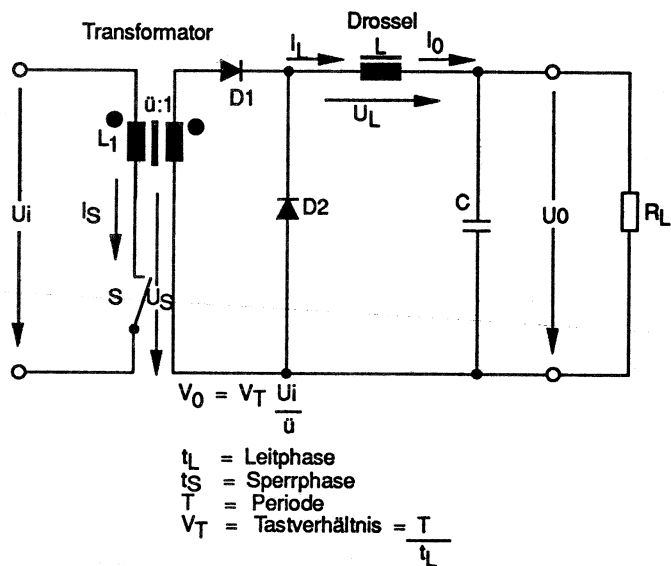 Drossel
Transformator
I_L
L
I_0
ü:1
D1
U_L
L_1
Ui
I_S
D2
C
U0
R_L
S
U_S
V_0 = V_T Ui/ü
t_L = Leitphase
t_S = Sperrphase
T = Periode
V_T = Tastverhältnis = T/t_L